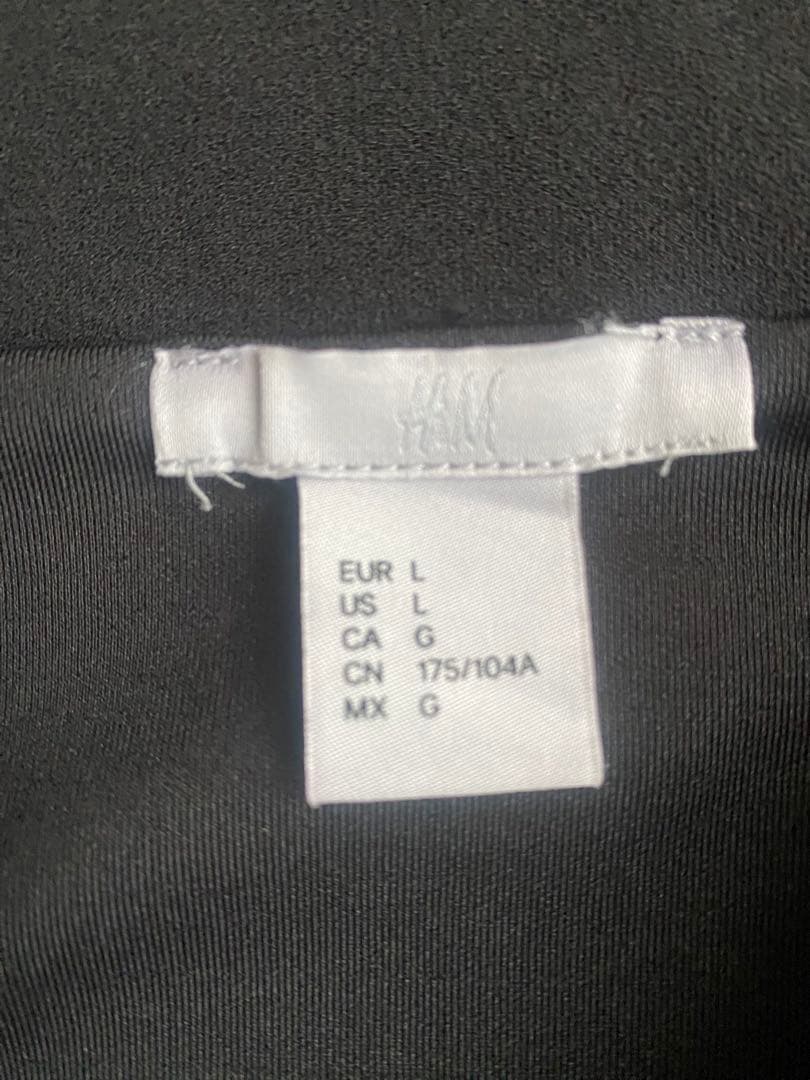 H&M
EUR L
US L
CA G
CN 175/104A
MX G